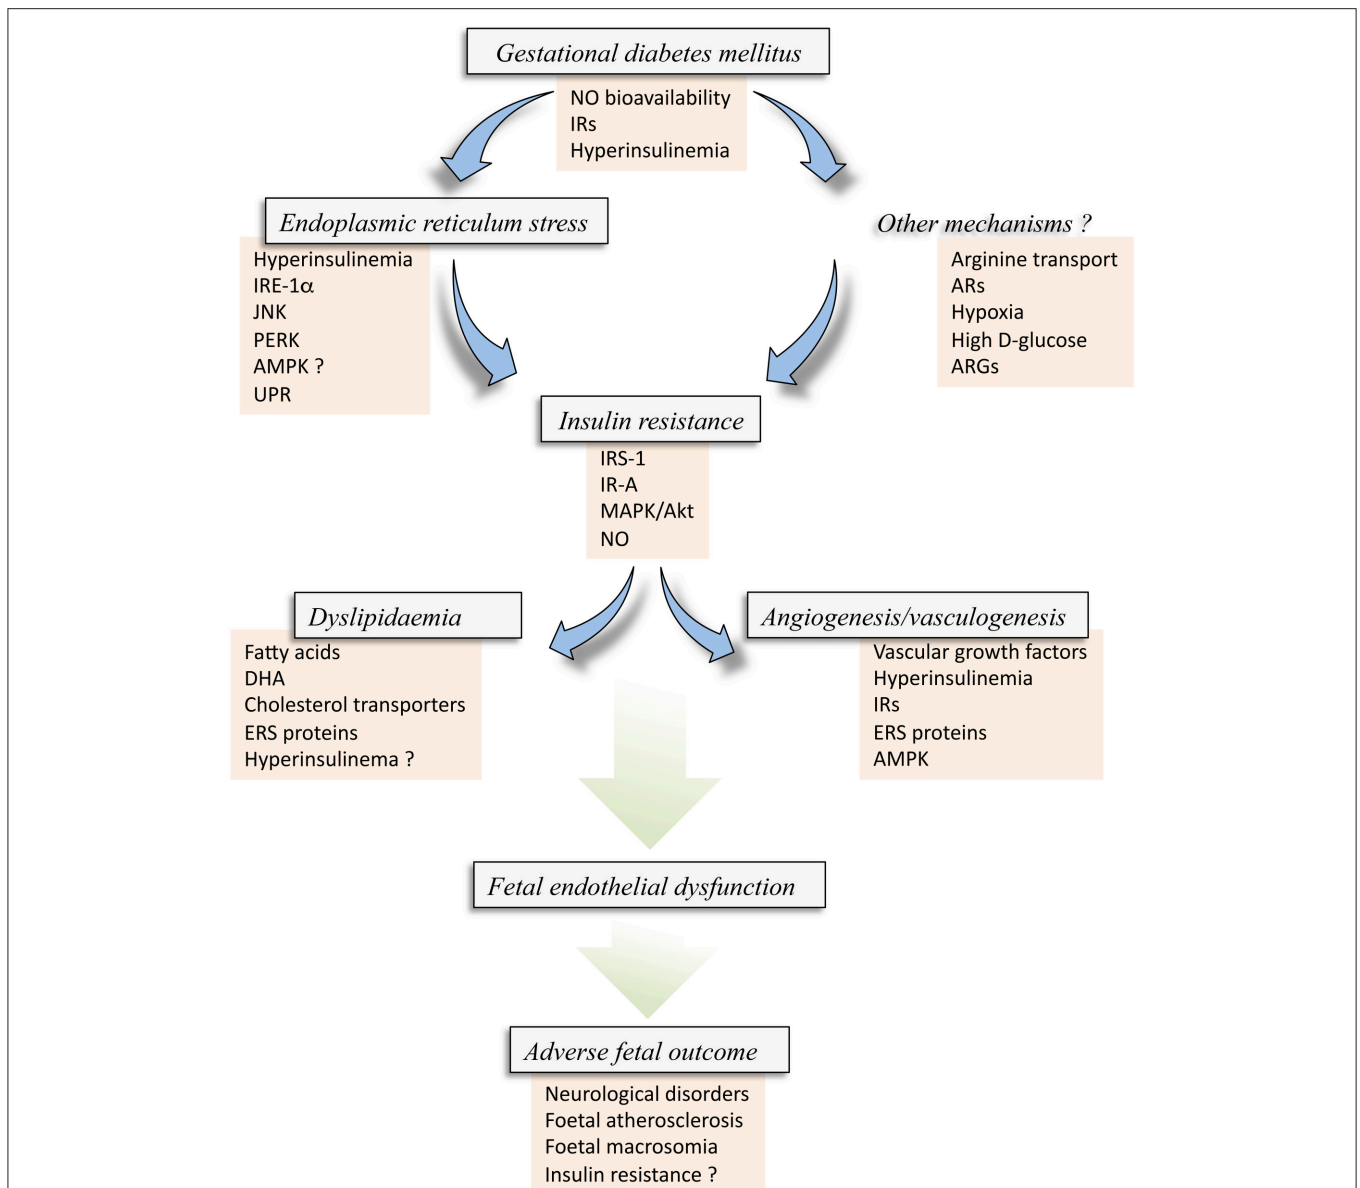 Gestational diabetes mellitus
NO bioavailability
IRs
Hyperinsulinemia
Endoplasmic reticulum stress
Hyperinsulinemia
IRE-1α
JNK
PERK
AMPK ?
UPR
Other mechanisms ?
Arginine transport
ARs
Hypoxia
High D-glucose
ARGs
Insulin resistance
IRS-1
IR-A
MAPK/Akt
NO
Dyslipidaemia
Fatty acids
DHA
Cholesterol transporters
ERS proteins
Hyperinsulinema ?
Angiogenesis/vasculogenesis
Vascular growth factors
Hyperinsulinemia
IRs
ERS proteins
AMPK
Fetal endothelial dysfunction
Adverse fetal outcome
Neurological disorders
Foetal atherosclerosis
Foetal macrosomia
Insulin resistance ?